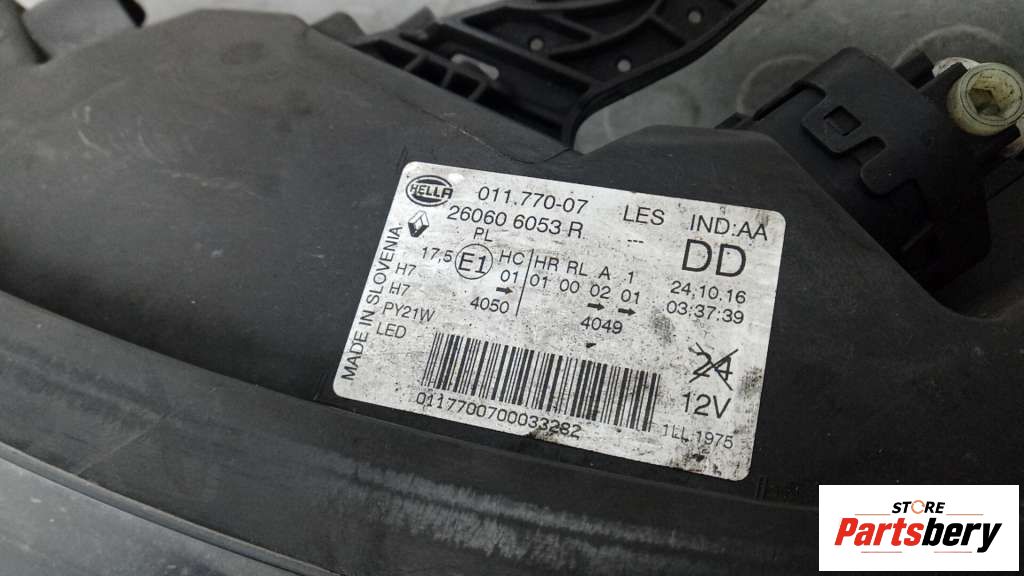 HELLA 011.770-07 LES IND:AA
26060 6053 R --- DD
PL
17,5 E1 HC HR RL A 1
01 01 00 02 01
24,10,16
03:37:39
H7
H7
4050 4049
PY21W
LED
MADE IN SLOVENIA
24
12V
0117700700033282
1LL 1975
STORE
Partsbery